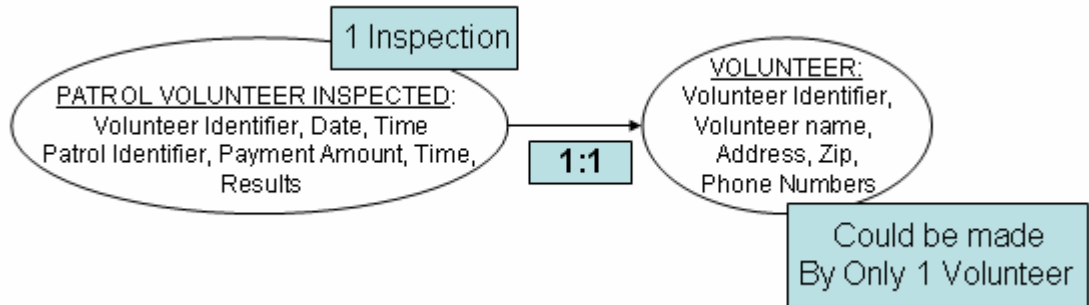 1 Inspection
PATROL VOLUNTEER INSPECTED:
Volunteer Identifier, Date, Time
Patrol Identifier, Payment Amount, Time,
Results
1:1
VOLUNTEER:
Volunteer Identifier,
Volunteer name,
Address, Zip,
Phone Numbers
Could be made
By Only 1 Volunteer